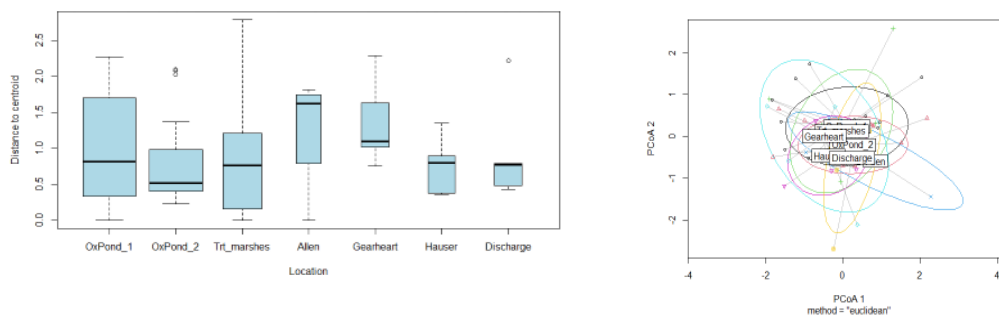 Distance to centroid
2.5
2.0
1.5
1.0
0.5
0.0
OxPond_1 OxPond_2 Trt_marshes Allen Gearheart Hauser Discharge
Location
PCoA 2
2
1
0
-1
-2
Gearheart
OxPond_2
Discharge
-4 -2 0 2 4
PCoA 1
method = "euclidean"